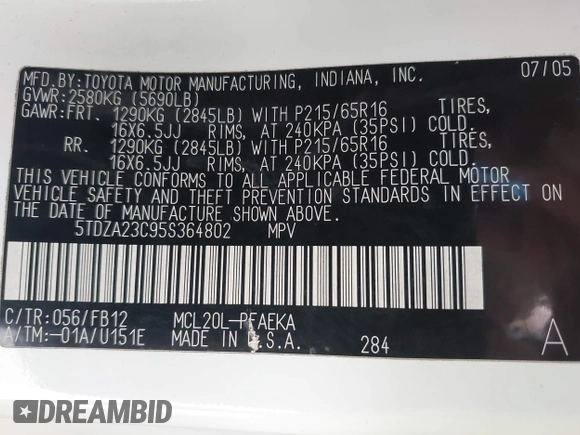 MFD.BY:TOYOTA MOTOR MANUFACTURING, INDIANA, INC. 07/05
GVWR:2580KG (5690LB)
GAWR:FRT. 1290KG (2845LB) WITH P215/65R16 TIRES,
16X6.5JJ RIMS, AT 240KPA (35PSI) COLD.
RR. 1290KG (2845LB) WITH P215/65R16 TIRES,
16X6.5JJ RIMS, AT 240KPA (35PSI) COLD.
THIS VEHICLE CONFORMS TO ALL APPLICABLE FEDERAL MOTOR
VEHICLE SAFETY AND THEFT PREVENTION STANDARDS IN EFFECT ON
THE DATE OF MANUFACTURE SHOWN ABOVE.
5TDZA23C95S364802 MPV
C/TR:056/FB12 MCL20L-PFAEKA
A/TM:-01A/U151E MADE IN U.S.A. 284 A
DREAMBID